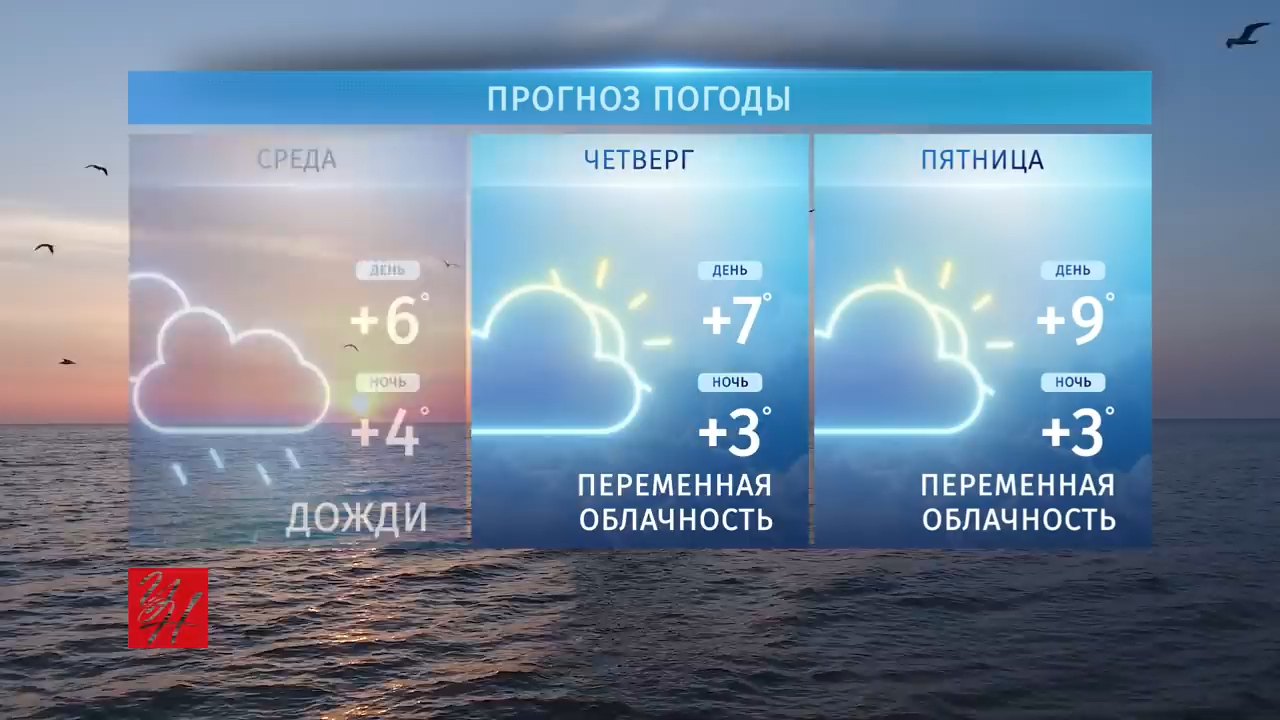 ПРОГНОЗ ПОГОДЫ
СРЕДА
ДЕНЬ
+6°
НОЧЬ
+4°
ДОЖДИ
ЧЕТВЕРГ
ДЕНЬ
+7°
НОЧЬ
+3°
ПЕРЕМЕННАЯ
ОБЛАЧНОСТЬ
ПЯТНИЦА
ДЕНЬ
+9°
НОЧЬ
+3°
ПЕРЕМЕННАЯ
ОБЛАЧНОСТЬ